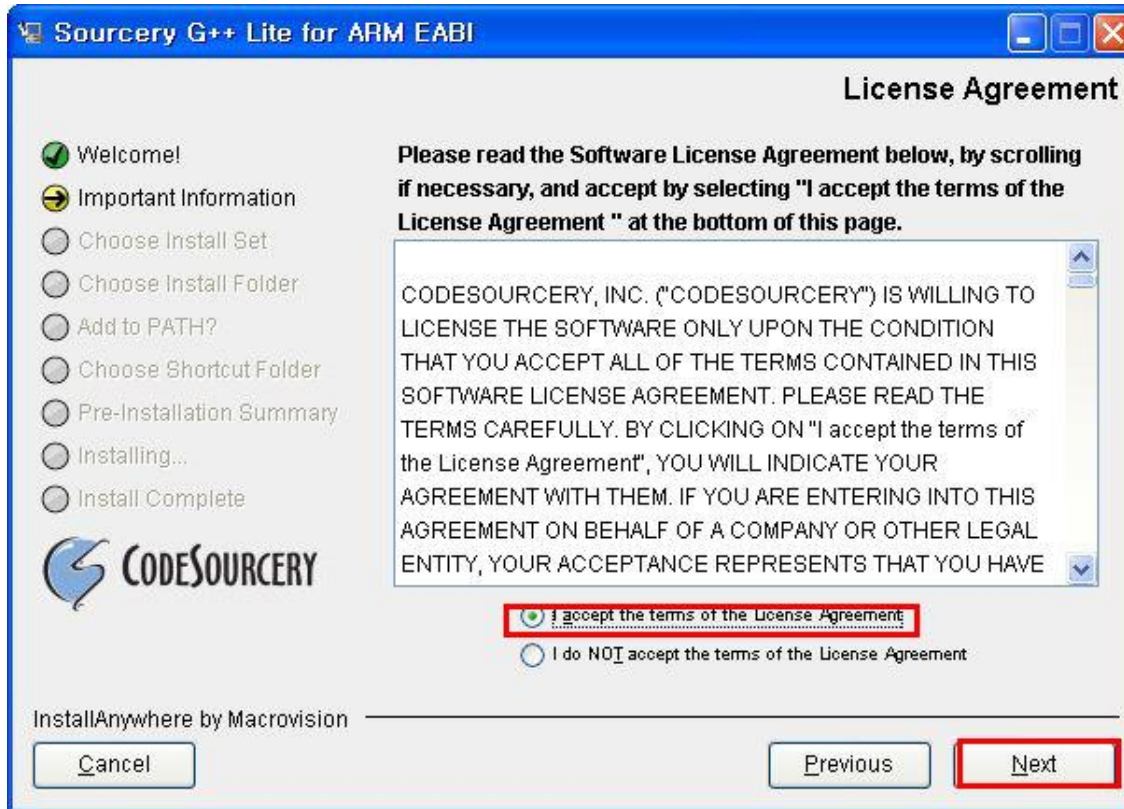 Sourcery G++ Lite for ARM EABI
License Agreement
Welcome!
Important Information
Choose Install Set
Choose Install Folder
Add to PATH?
Choose Shortcut Folder
Pre-Installation Summary
Installing...
Install Complete
CODESOURCERY
Please read the Software License Agreement below, by scrolling
if necessary, and accept by selecting "I accept the terms of the
License Agreement " at the bottom of this page.
CODESOURCERY, INC. ("CODESOURCERY") IS WILLING TO
LICENSE THE SOFTWARE ONLY UPON THE CONDITION
THAT YOU ACCEPT ALL OF THE TERMS CONTAINED IN THIS
SOFTWARE LICENSE AGREEMENT. PLEASE READ THE
TERMS CAREFULLY. BY CLICKING ON "I accept the terms of
the License Agreement", YOU WILL INDICATE YOUR
AGREEMENT WITH THEM. IF YOU ARE ENTERING INTO THIS
AGREEMENT ON BEHALF OF A COMPANY OR OTHER LEGAL
ENTITY, YOUR ACCEPTANCE REPRESENTS THAT YOU HAVE
I accept the terms of the License Agreement
I do NOT accept the terms of the License Agreement
InstallAnywhere by Macrovision
Cancel
Previous
Next